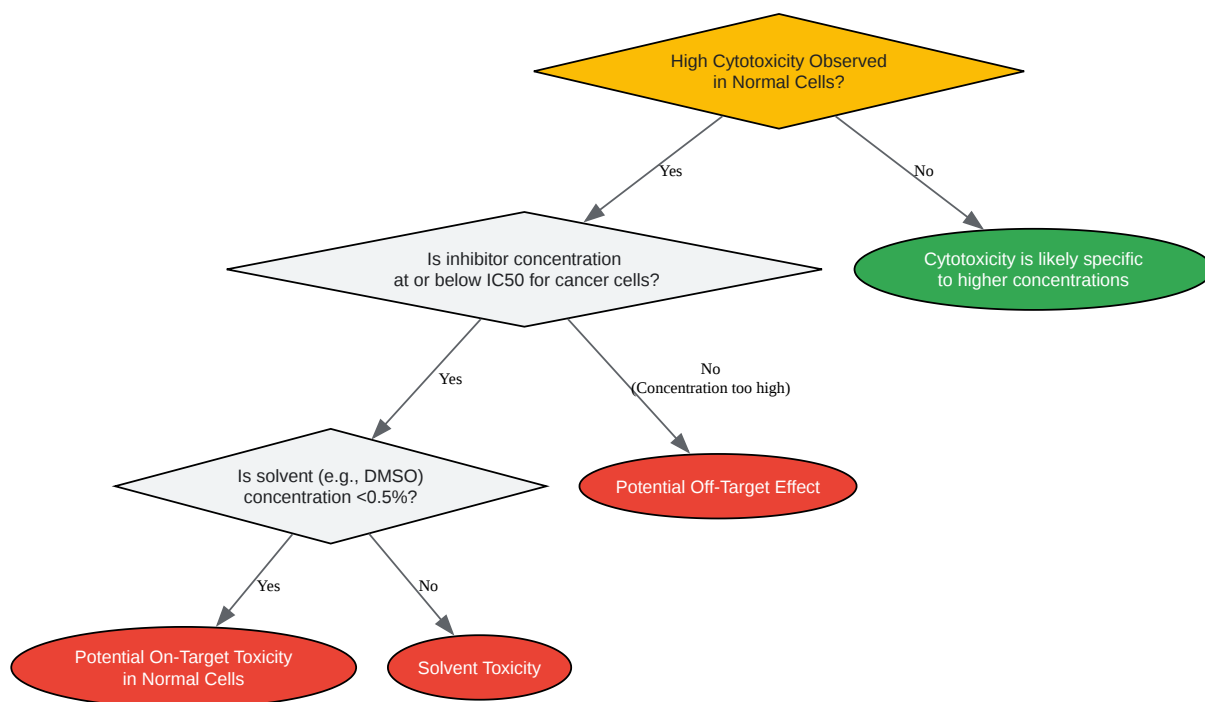 High Cytotoxicity Observed
in Normal Cells?
Yes
No
Is inhibitor concentration
at or below IC50 for cancer cells?
Cytotoxicity is likely specific
to higher concentrations
Yes
No
(Concentration too high)
Is solvent (e.g., DMSO)
concentration <0.5%?
Potential Off-Target Effect
Yes
No
Potential On-Target Toxicity
in Normal Cells
Solvent Toxicity